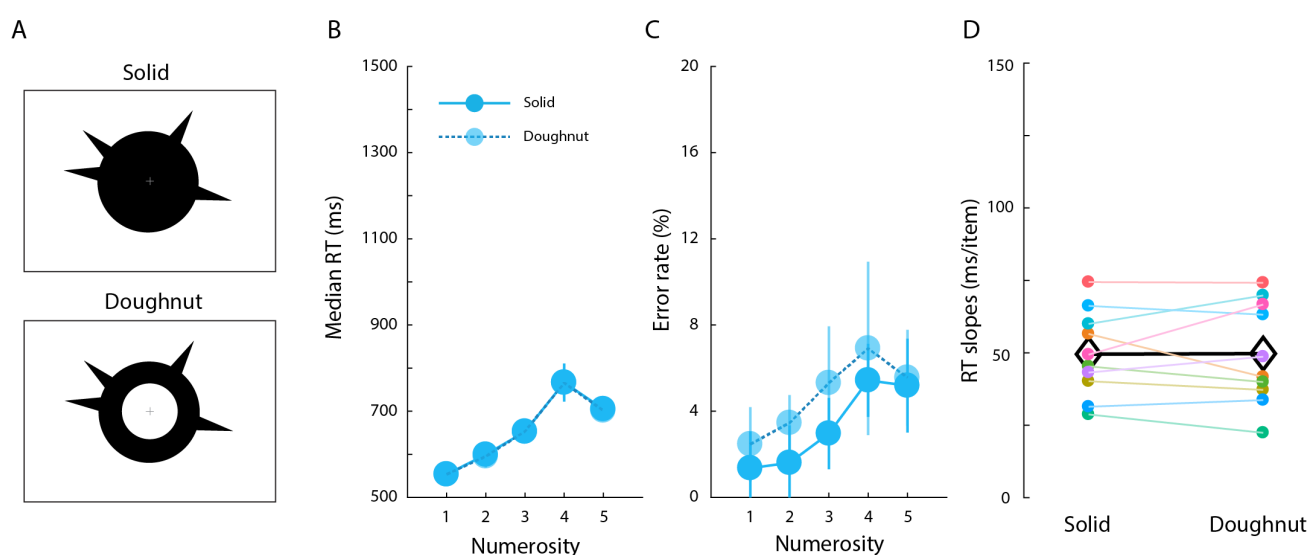 A
Solid
Doughnut
B
Median RT (ms)
1500
1300
1100
900
700
500
Solid
Doughnut
1
2
3
4
5
Numerosity
C
Error rate (%)
20
16
12
8
4
0
1
2
3
4
5
Numerosity
D
RT slopes (ms/item)
150
100
50
0
Solid
Doughnut